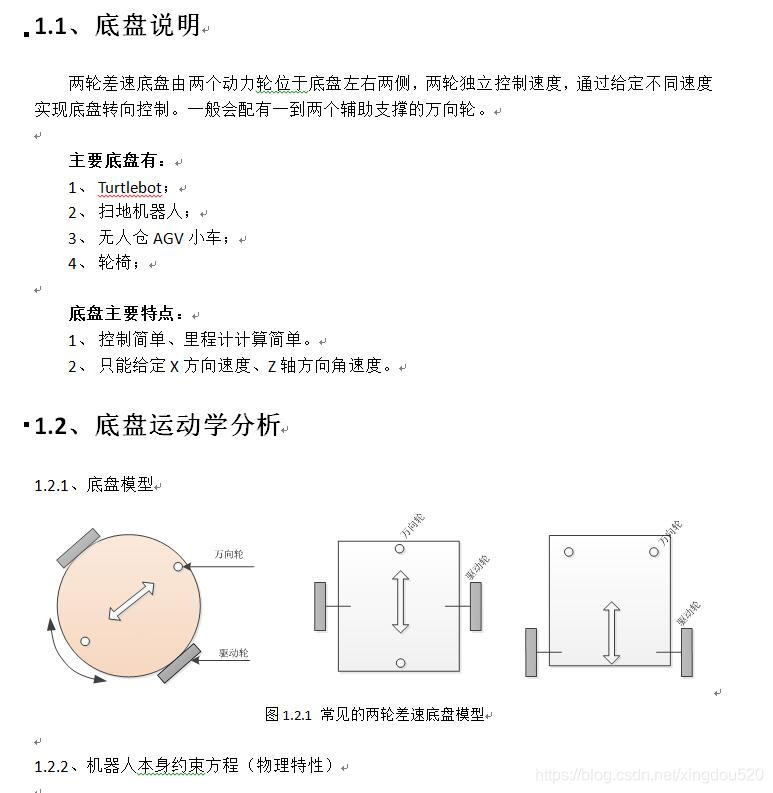 1.1、底盘说明
两轮差速底盘由两个动力轮位于底盘左右两侧，两轮独立控制速度，通过给定不同速度
实现底盘转向控制。一般会配有一到两个辅助支撑的万向轮。
主要底盘有：
1、 Turtlebot；
2、 扫地机器人；
3、 无人仓 AGV 小车；
4、 轮椅；
底盘主要特点：
1、 控制简单、里程计计算简单。
2、 只能给定 X 方向速度、Z 轴方向角速度。
1.2、底盘运动学分析
1.2.1、底盘模型
万向轮
驱动轮
万向轮
驱动轮
万向轮
驱动轮
图 1.2.1 常见的两轮差速底盘模型
1.2.2、机器人本身约束方程（物理特性）
https://blog.csdn.net/xingdou520